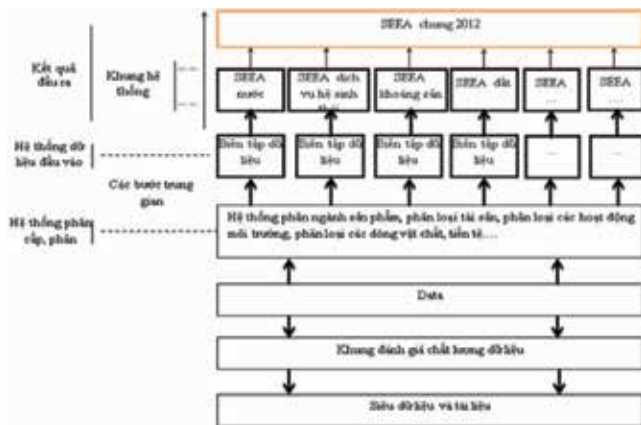 SEEA chung 2012
Kết quả
đầu ra
Khung hệ
thống
... ...
... ...
SEEA
nước
SEEA dịch
vụ hệ sinh
SEEA
khoáng sản
SEEA đất
SEEA
...
SEEA
...
Hệ thống dữ
liệu đầu vào
Biên tập dữ
liệu
Biên tập dữ
liệu
Biên tập dữ
liệu
Biên tập dữ
liệu
...
...
Các bước trung
gian
Hệ thống phân
cấp, phân
Hệ thống phân ngành sản phẩm, phân loại tài sản, phân loại các hoạt động
môi trường, phân loại các dòng vật chất, tiền tệ....
Data
Khung đánh giá chất lượng dữ liệu
Siêu dữ liệu và tài liệu